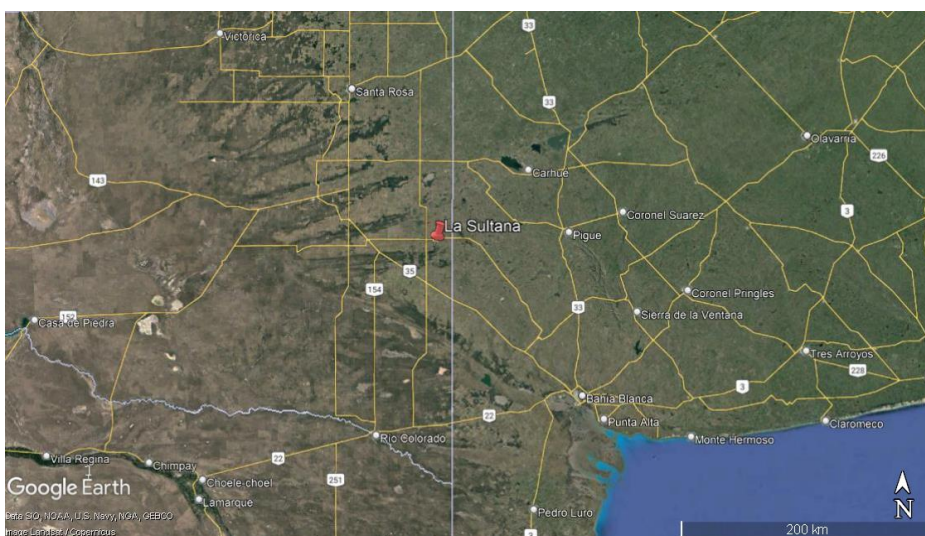 33
Victorica
Santa Rosa
33
Olavarria
226
Carhue
143
Coronel Suarez
3
La Sultana
Pigue
35
154
Coronel Pringles
33
Sierra de la Ventana
152
Casa de Piedra
Tres Arroyos
228
3
Bahia Blanca
22
Punta Alta
Claromeco
Rio Colorado
Monte Hermoso
Villa Regina
22
Chimpay
Choele-choel
251
Google Earth
Lamarque
N
Pedro Luro
Data SIO, NOAA, U.S. Navy, NGA, GEBCO
Image Landsat / Copernicus
3
200 km